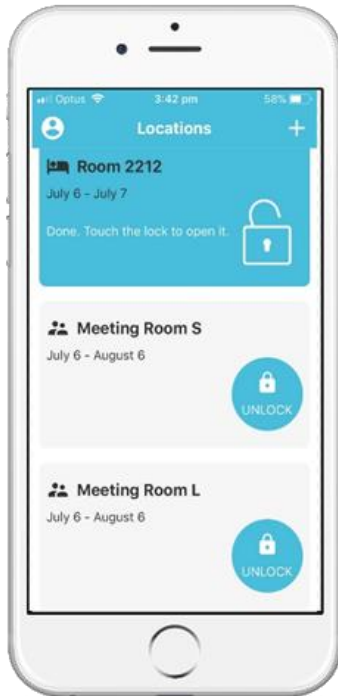 Optus 3:42 pm 58%
Locations +
Room 2212
July 6 - July 7
Done. Touch the lock to open it.
Meeting Room S
July 6 - August 6
UNLOCK
Meeting Room L
July 6 - August 6
UNLOCK